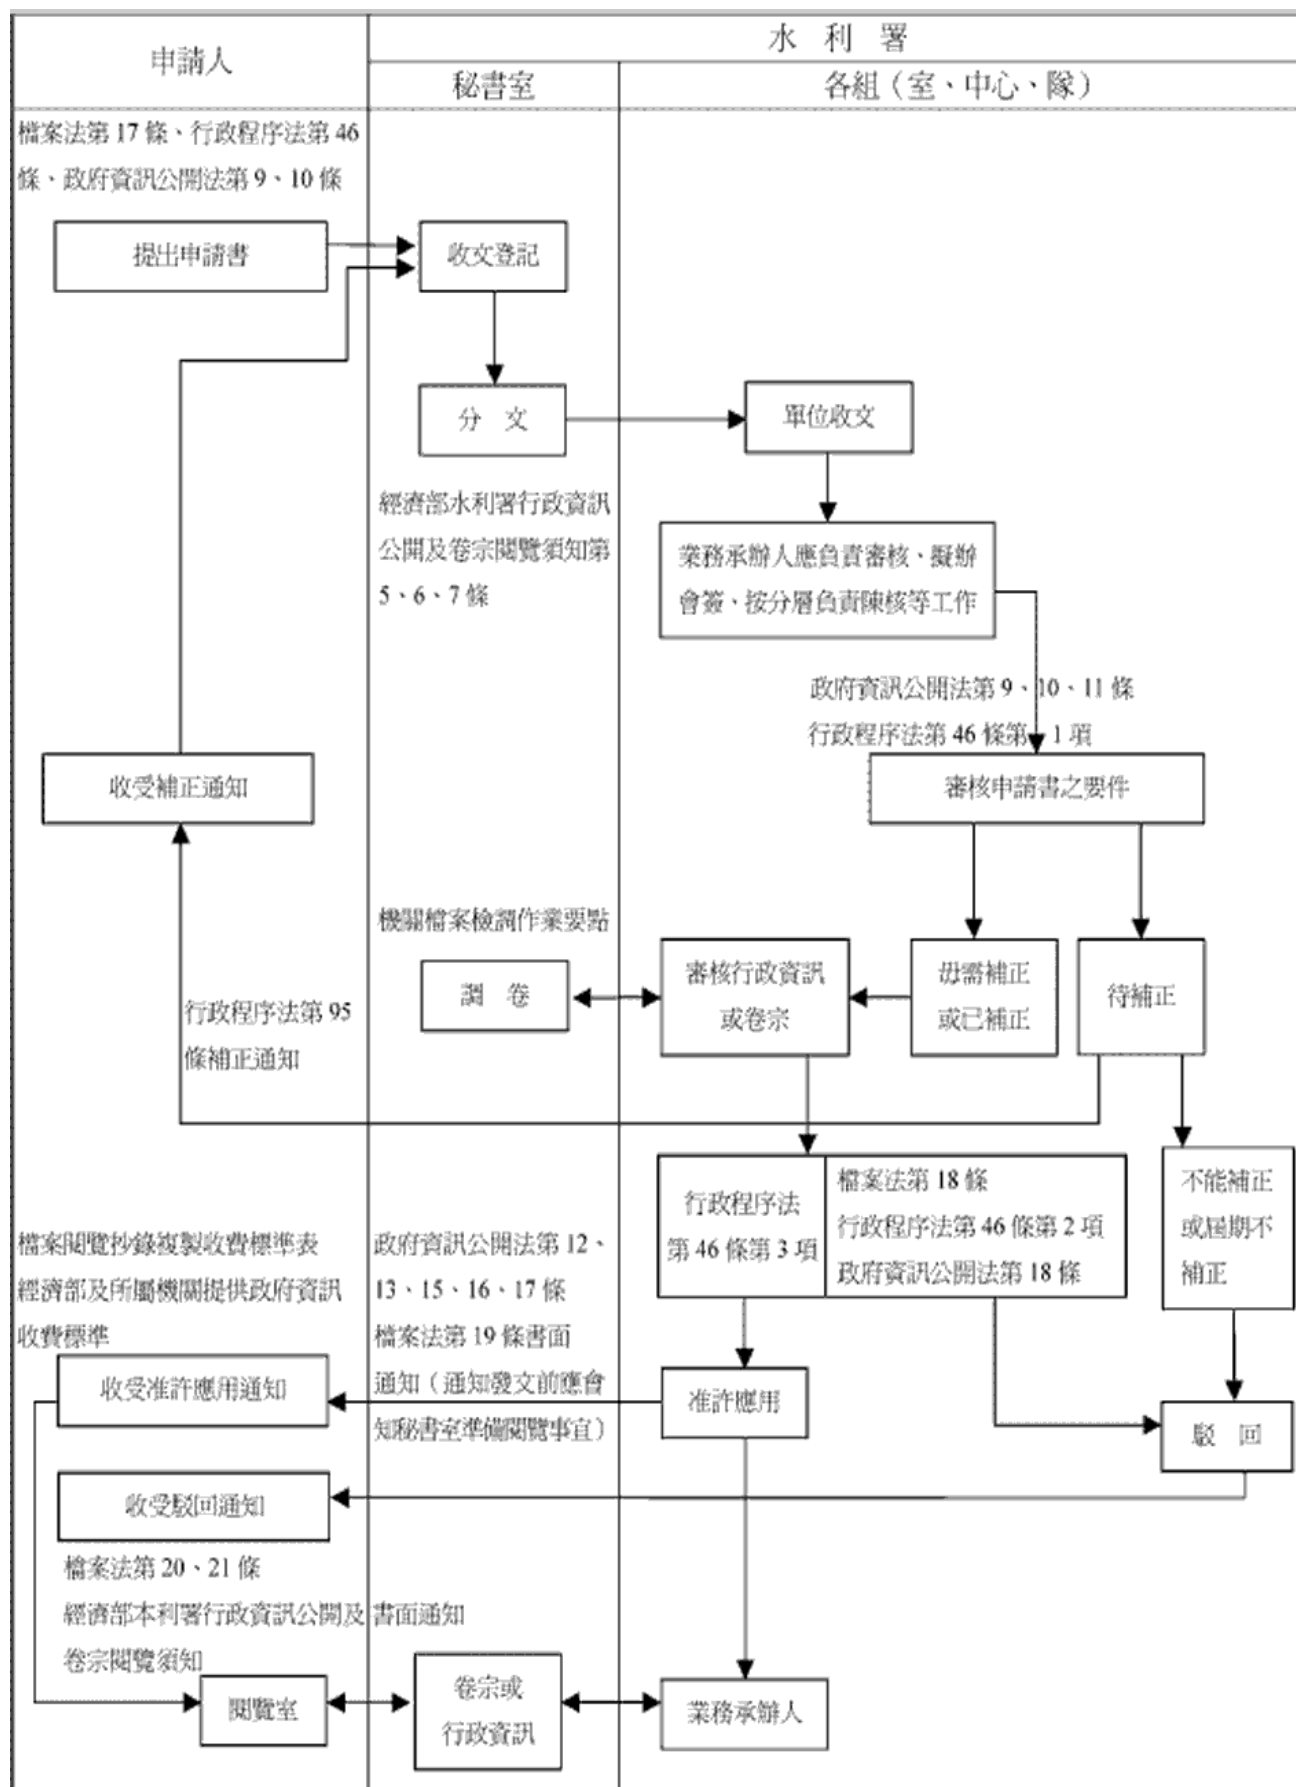 申請人
水 利 署
秘書室
各組（室、中心、隊）
檔案法第 17 條、行政程序法第 46
條、政府資訊公開法第 9、10 條
提出申請書
收文登記
分 文
單位收文
經濟部水利署行政資訊
公開及卷宗閱覽須知第
5、6、7 條
業務承辦人應負責審核、擬辦
會簽、按分層負責陳核等工作
政府資訊公開法第 9、10、11 條
行政程序法第 46 條第 1 項
收受補正通知
審核申請書之要件
機關檔案檢調作業要點
調 卷
審核行政資訊
或卷宗
毋需補正
或已補正
待補正
行政程序法第 95
條補正通知
行政程序法
第 46 條第 3 項
檔案法第 18 條
行政程序法第 46 條第 2 項
政府資訊公開法第 18 條
不能補正
或屆期不
補正
檔案閱覽抄錄複製收費標準表
經濟部及所屬機關提供政府資訊
收費標準
政府資訊公開法第 12、
13、15、16、17 條
檔案法第 19 條書面
通知（通知發文前應會
知秘書室準備閱覽事宜）
收受准許應用通知
准許應用
駁 回
收受駁回通知
檔案法第 20、21 條
經濟部本利署行政資訊公開及
卷宗閱覽須知
書面通知
閱覽室
卷宗或
行政資訊
業務承辦人